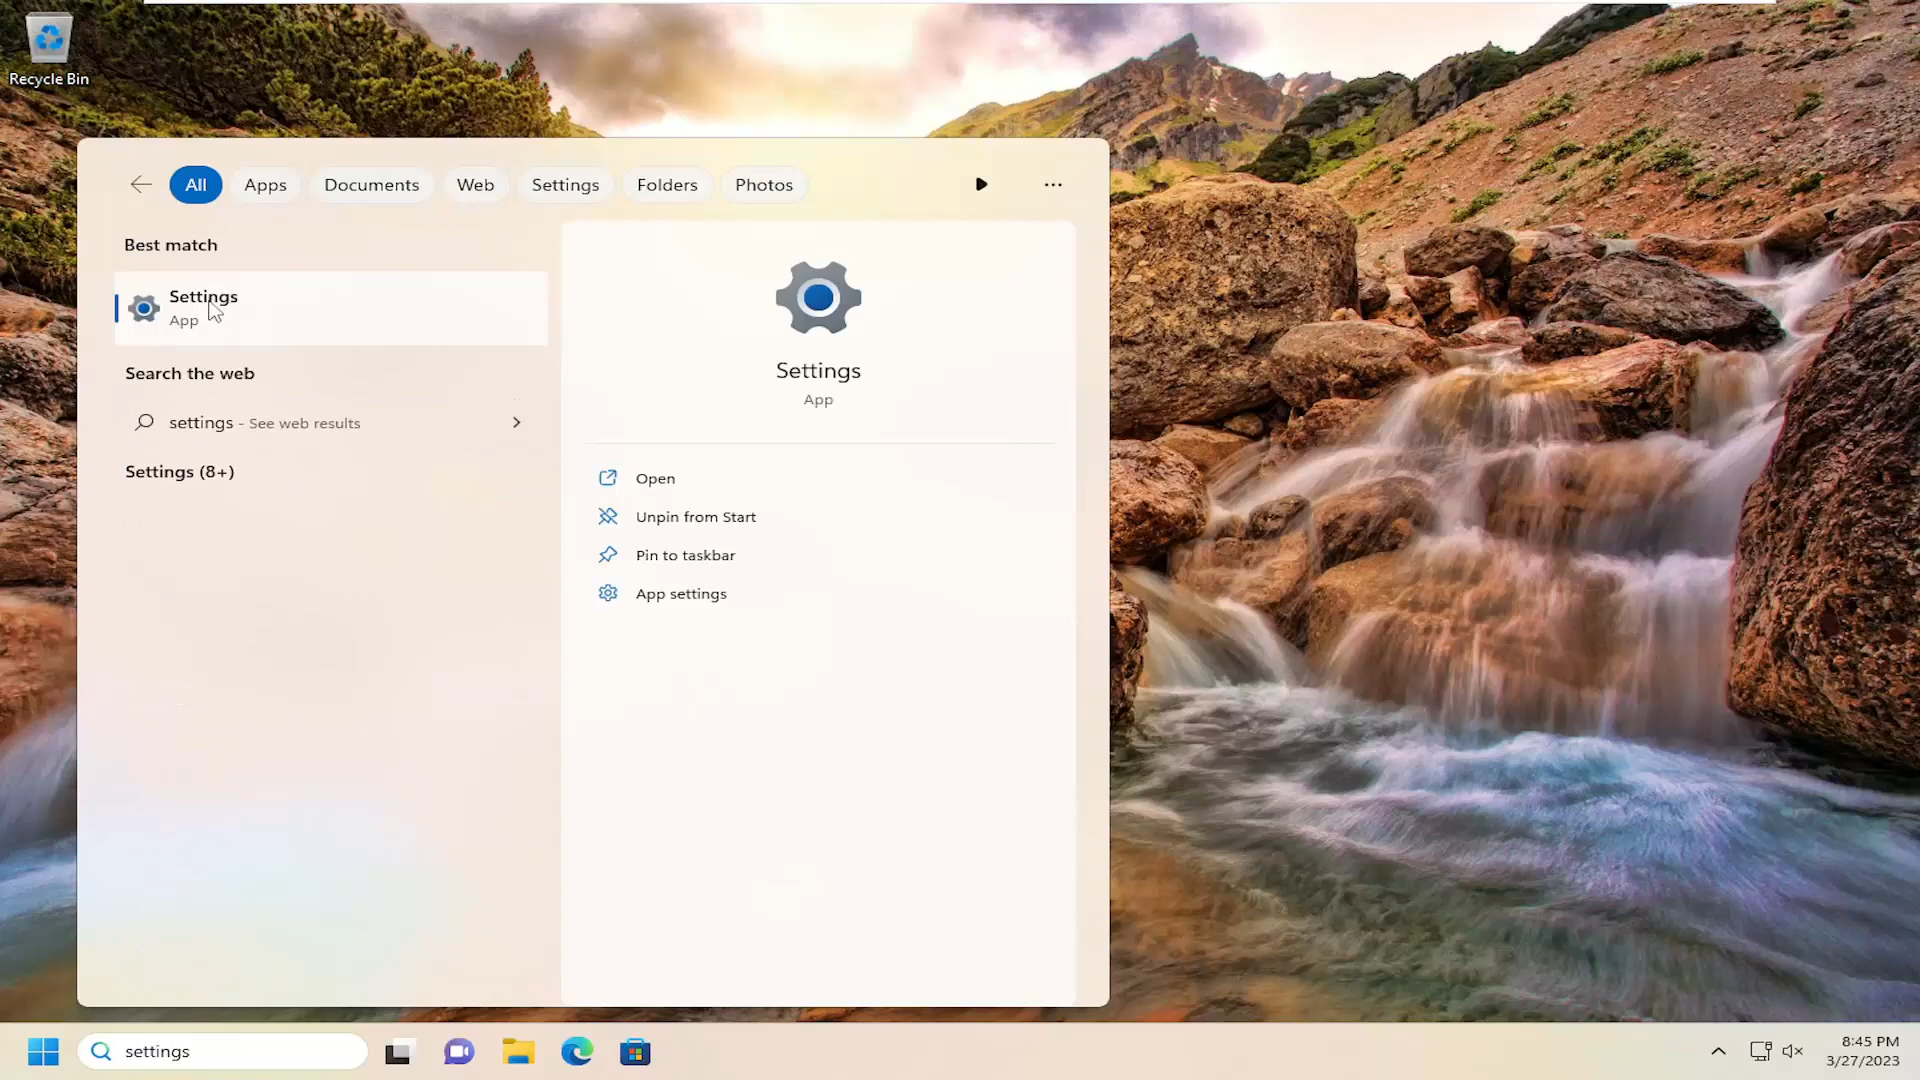 Recycle Bin
All
Apps
Documents
Web
Settings
Folders
Photos
Best match
Settings
App
Search the web
settings - See web results
Settings (8+)
Settings
App
Open
Unpin from Start
Pin to taskbar
App settings
settings
8:45 PM
3/27/2023